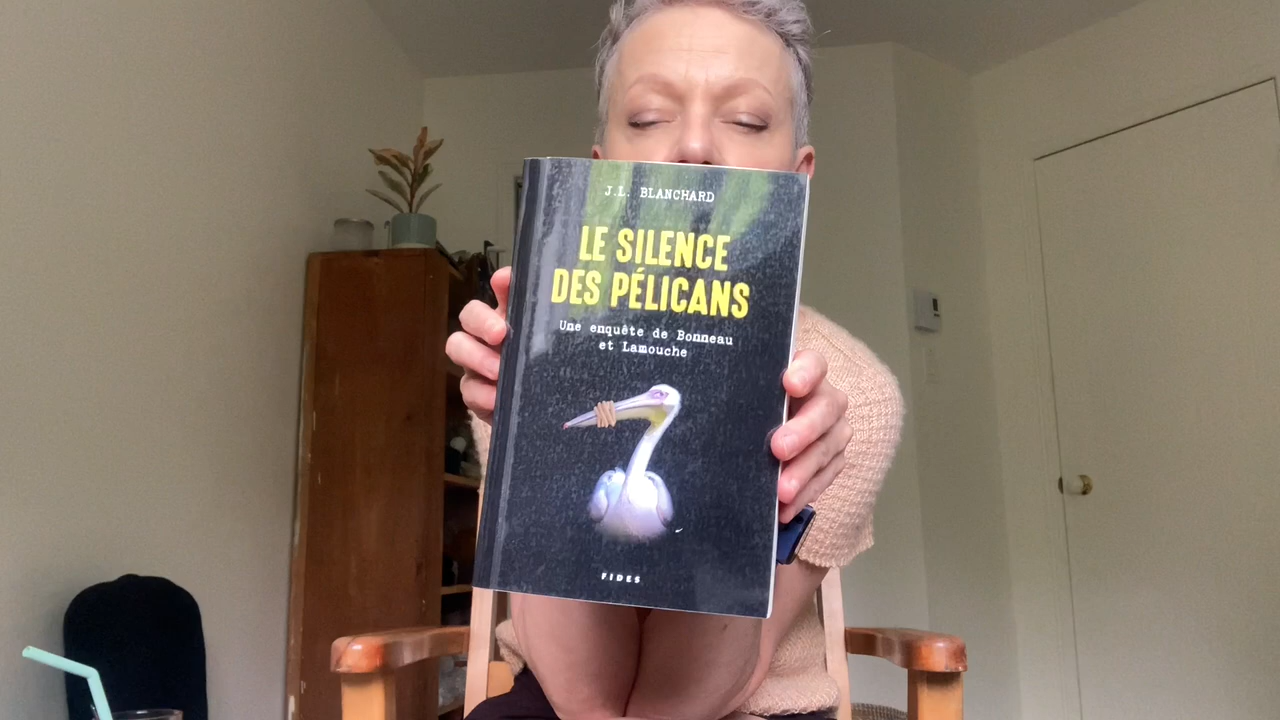 J.L. BLANCHARD
LE SILENCE
DES PÉLICANS
Une enquête de Bonneau
et Lamouche
FIDES